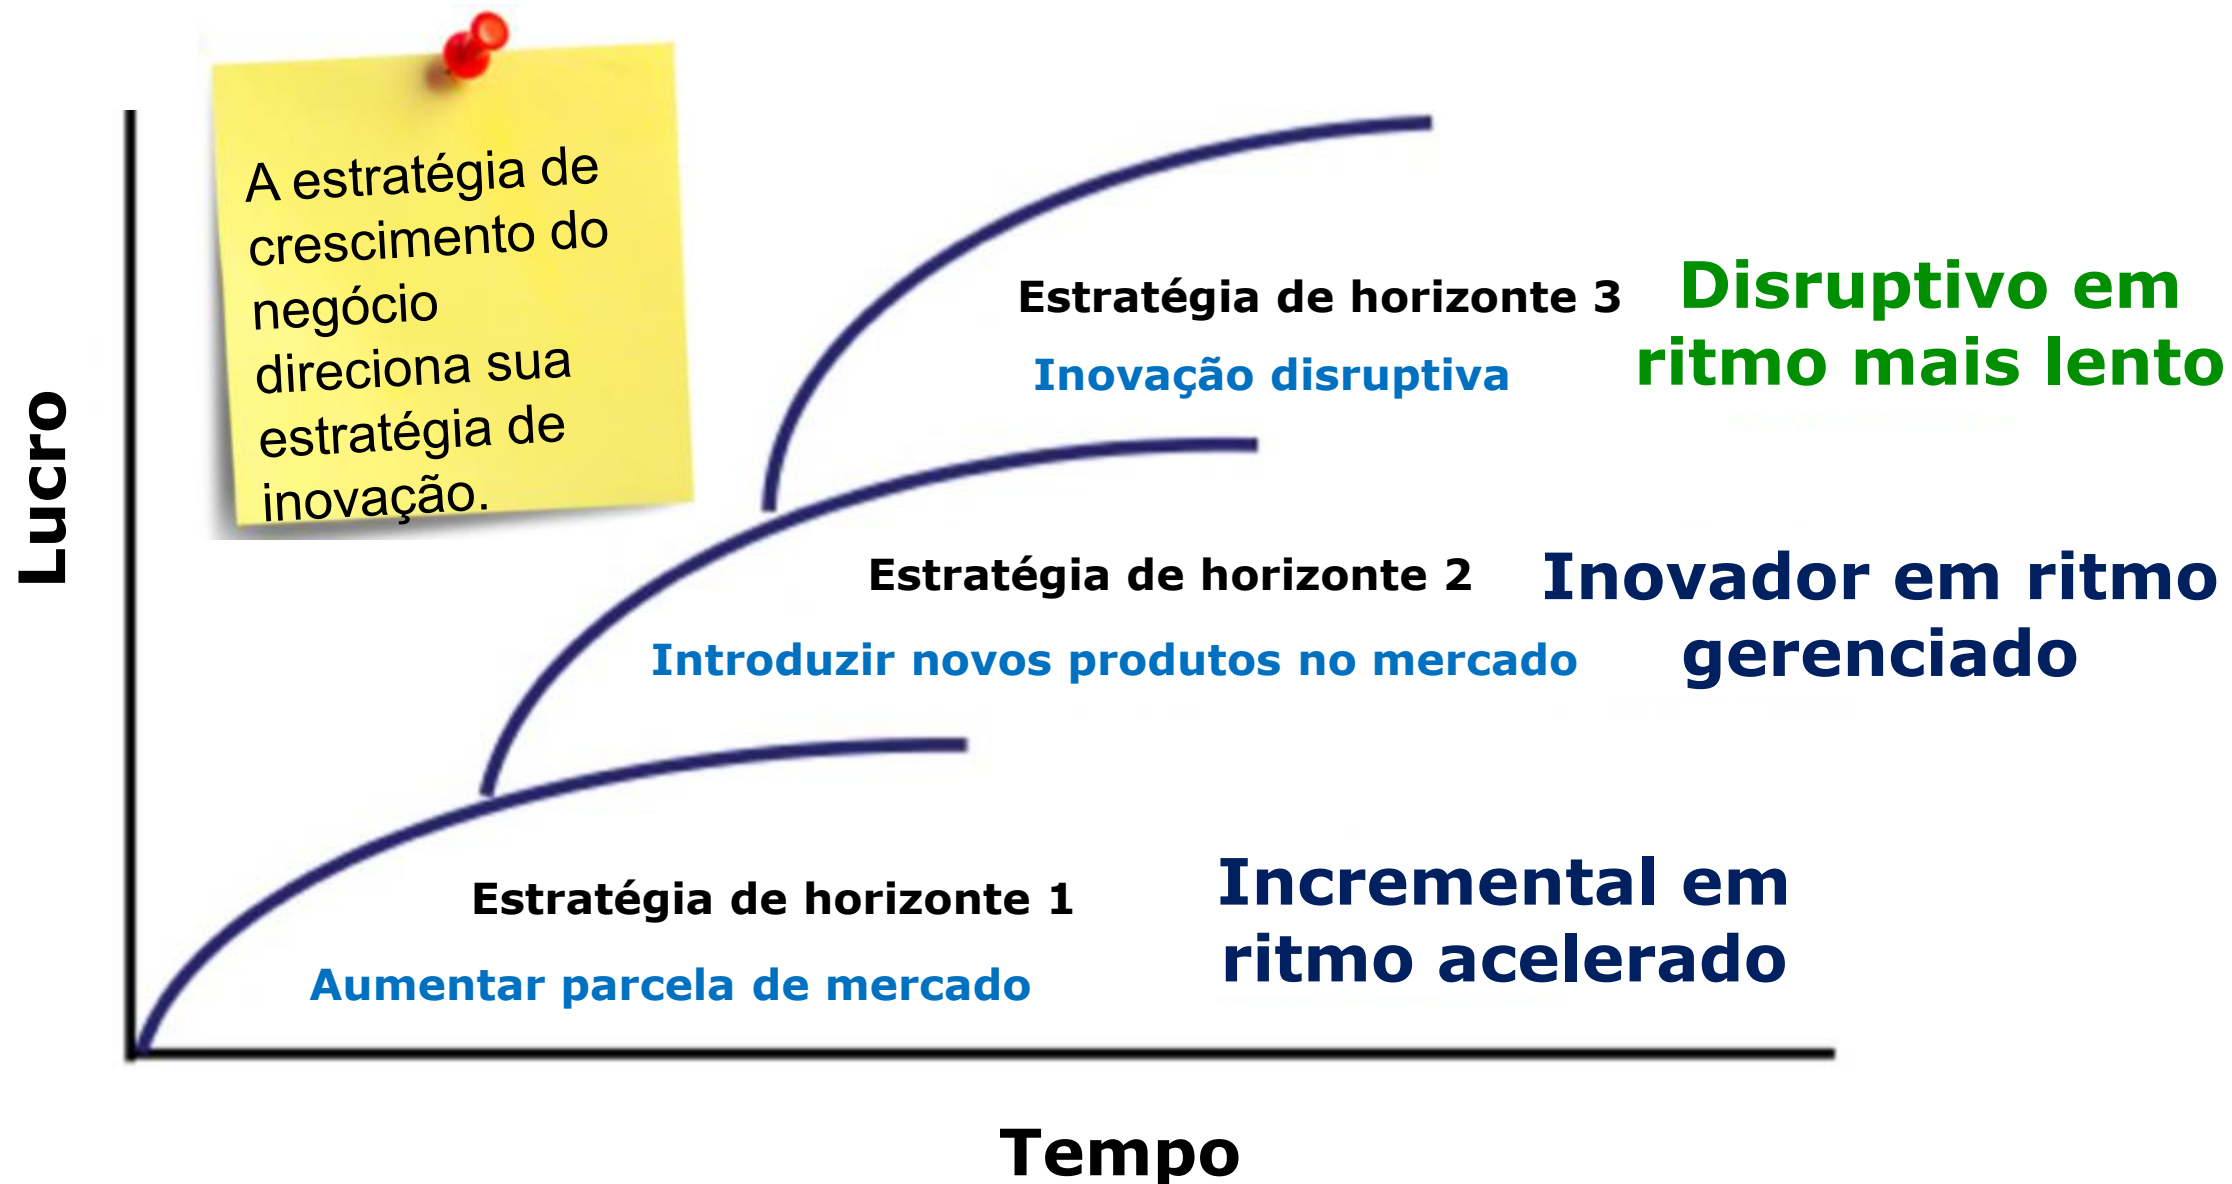 A estratégia de
crescimento do
negócio
direciona sua
estratégia de
inovação.
Lucro
Estratégia de horizonte 3
Inovação disruptiva
Disruptivo em
ritmo mais lento
Estratégia de horizonte 2
Introduzir novos produtos no mercado
Inovador em ritmo
gerenciado
Estratégia de horizonte 1
Aumentar parcela de mercado
Incremental em
ritmo acelerado
Tempo